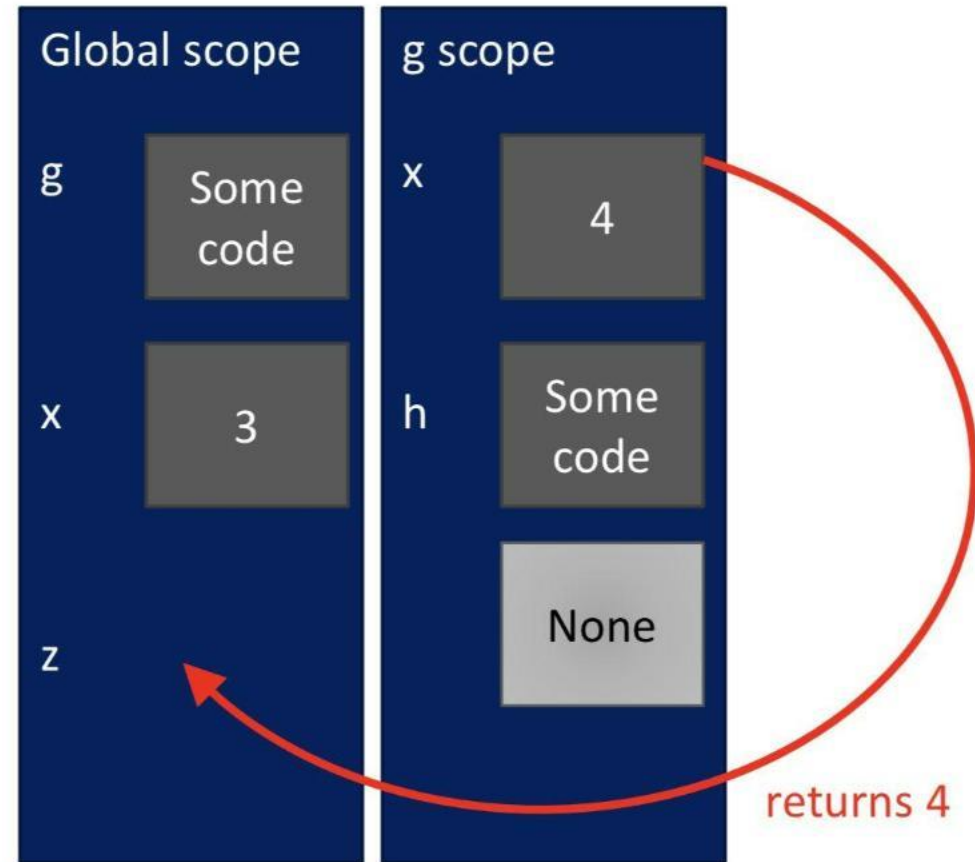 Global scope
g
Some
code
x
3
z
g scope
x
4
h
Some
code
None
returns 4